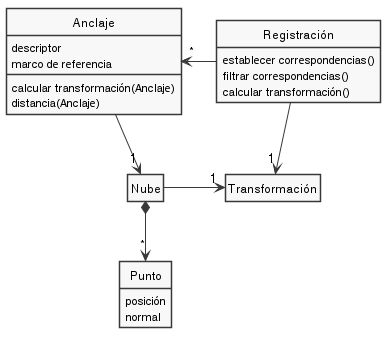 Anclaje
descriptor
marco de referencia
calcular transformación(Anclaje)
distancia(Anclaje)
*
Registración
establecer correspondencias()
filtrar correspondencias()
calcular transformación()
1
1
Nube
1
Transformación
*
Punto
posición
normal